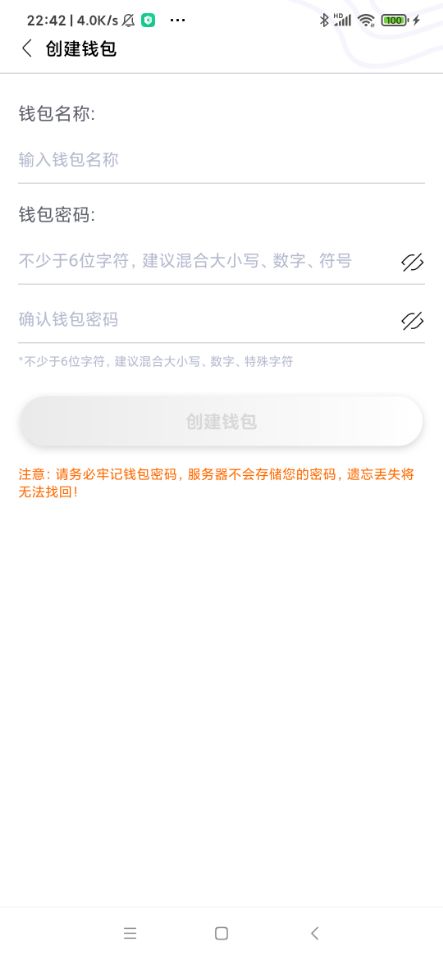 22:42 | 4.0K/s
HD
100
创建钱包
钱包名称:
输入钱包名称
钱包密码:
不少于6位字符, 建议混合大小写、数字、符号
确认钱包密码
*不少于6位字符, 建议混合大小写、数字、特殊字符
创建钱包
注意: 请务必牢记钱包密码, 服务器不会存储您的密码, 遗忘丢失将
无法找回!